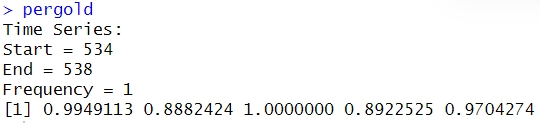 > pergold
Time Series:
Start = 534
End = 538
Frequency = 1
[1] 0.9949113 0.8882424 1.0000000 0.8922525 0.9704274